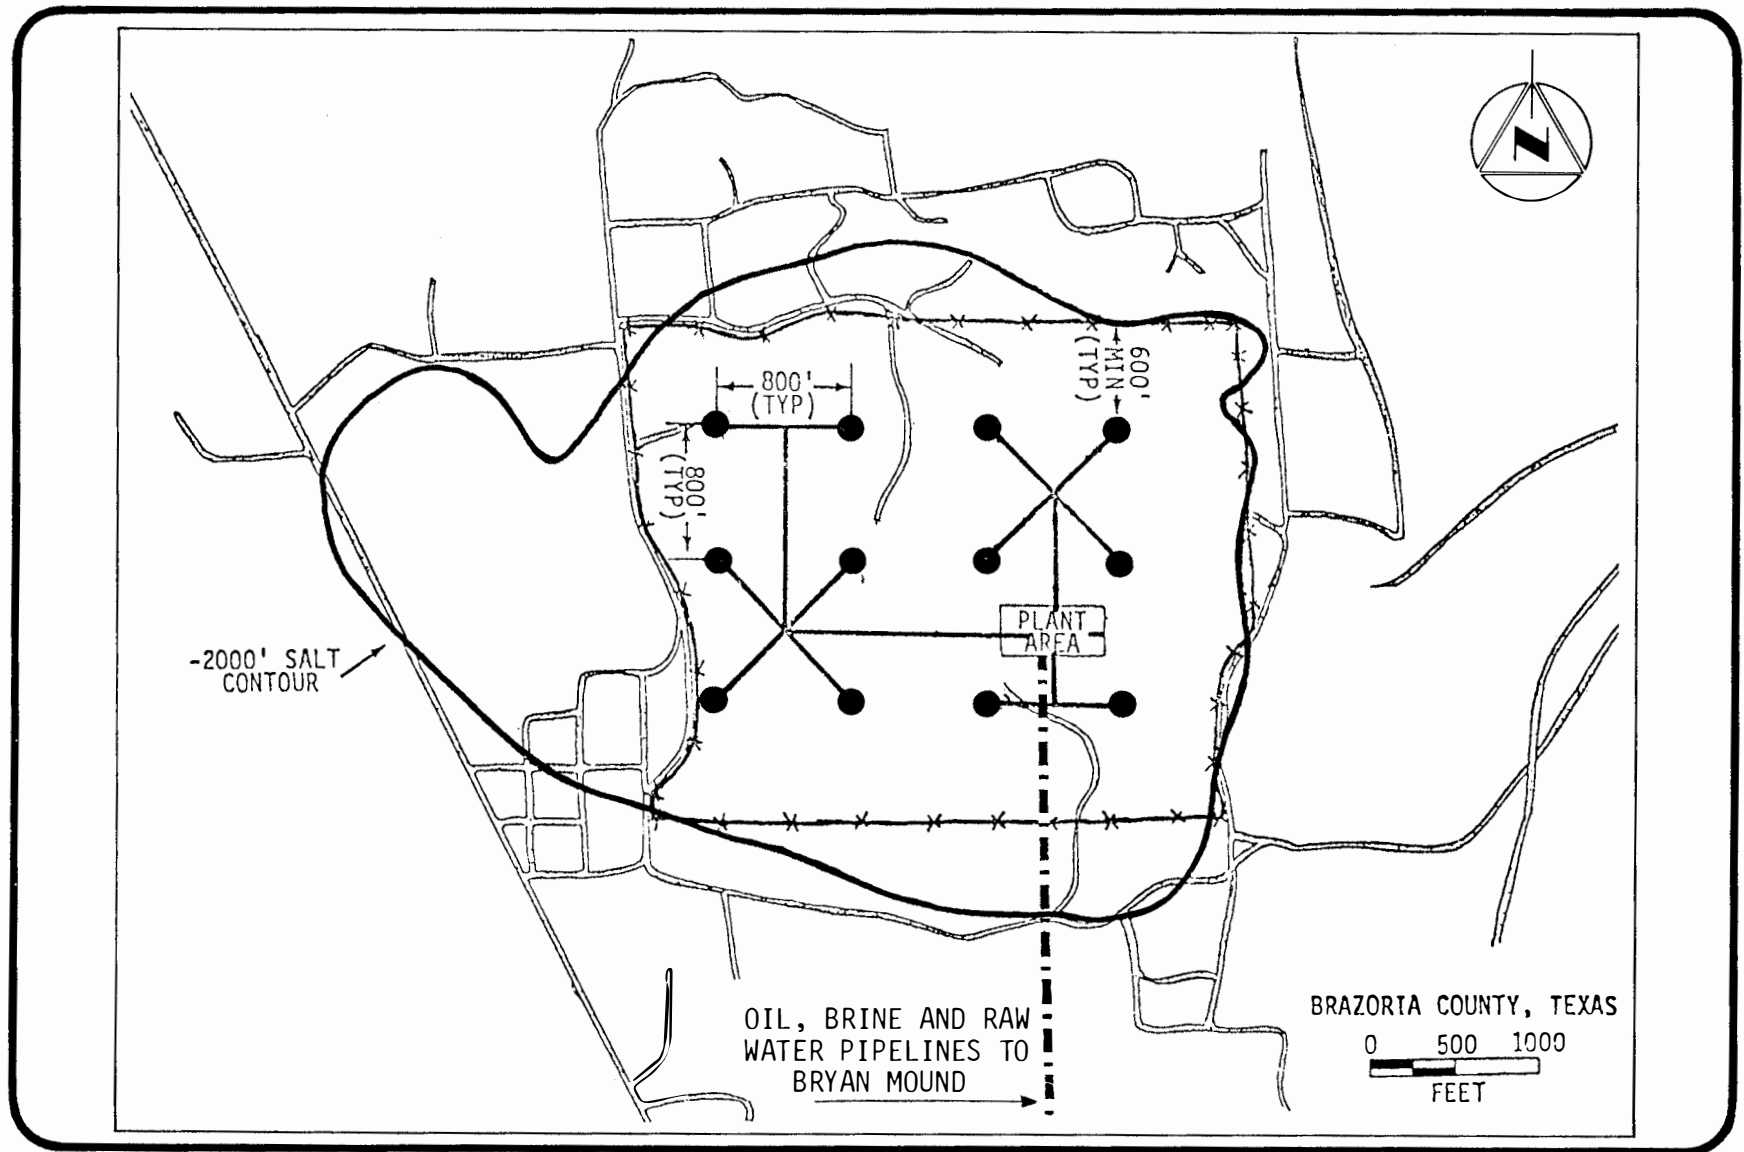 N
800'
(TYP)
600'
MIN
(TYP)
800'
(TYP)
PLANT
AREA
-2000' SALT
CONTOUR
OIL, BRINE AND RAW
WATER PIPELINES TO
BRYAN MOUND
BRAZORIA COUNTY, TEXAS
0 500 1000
FEET